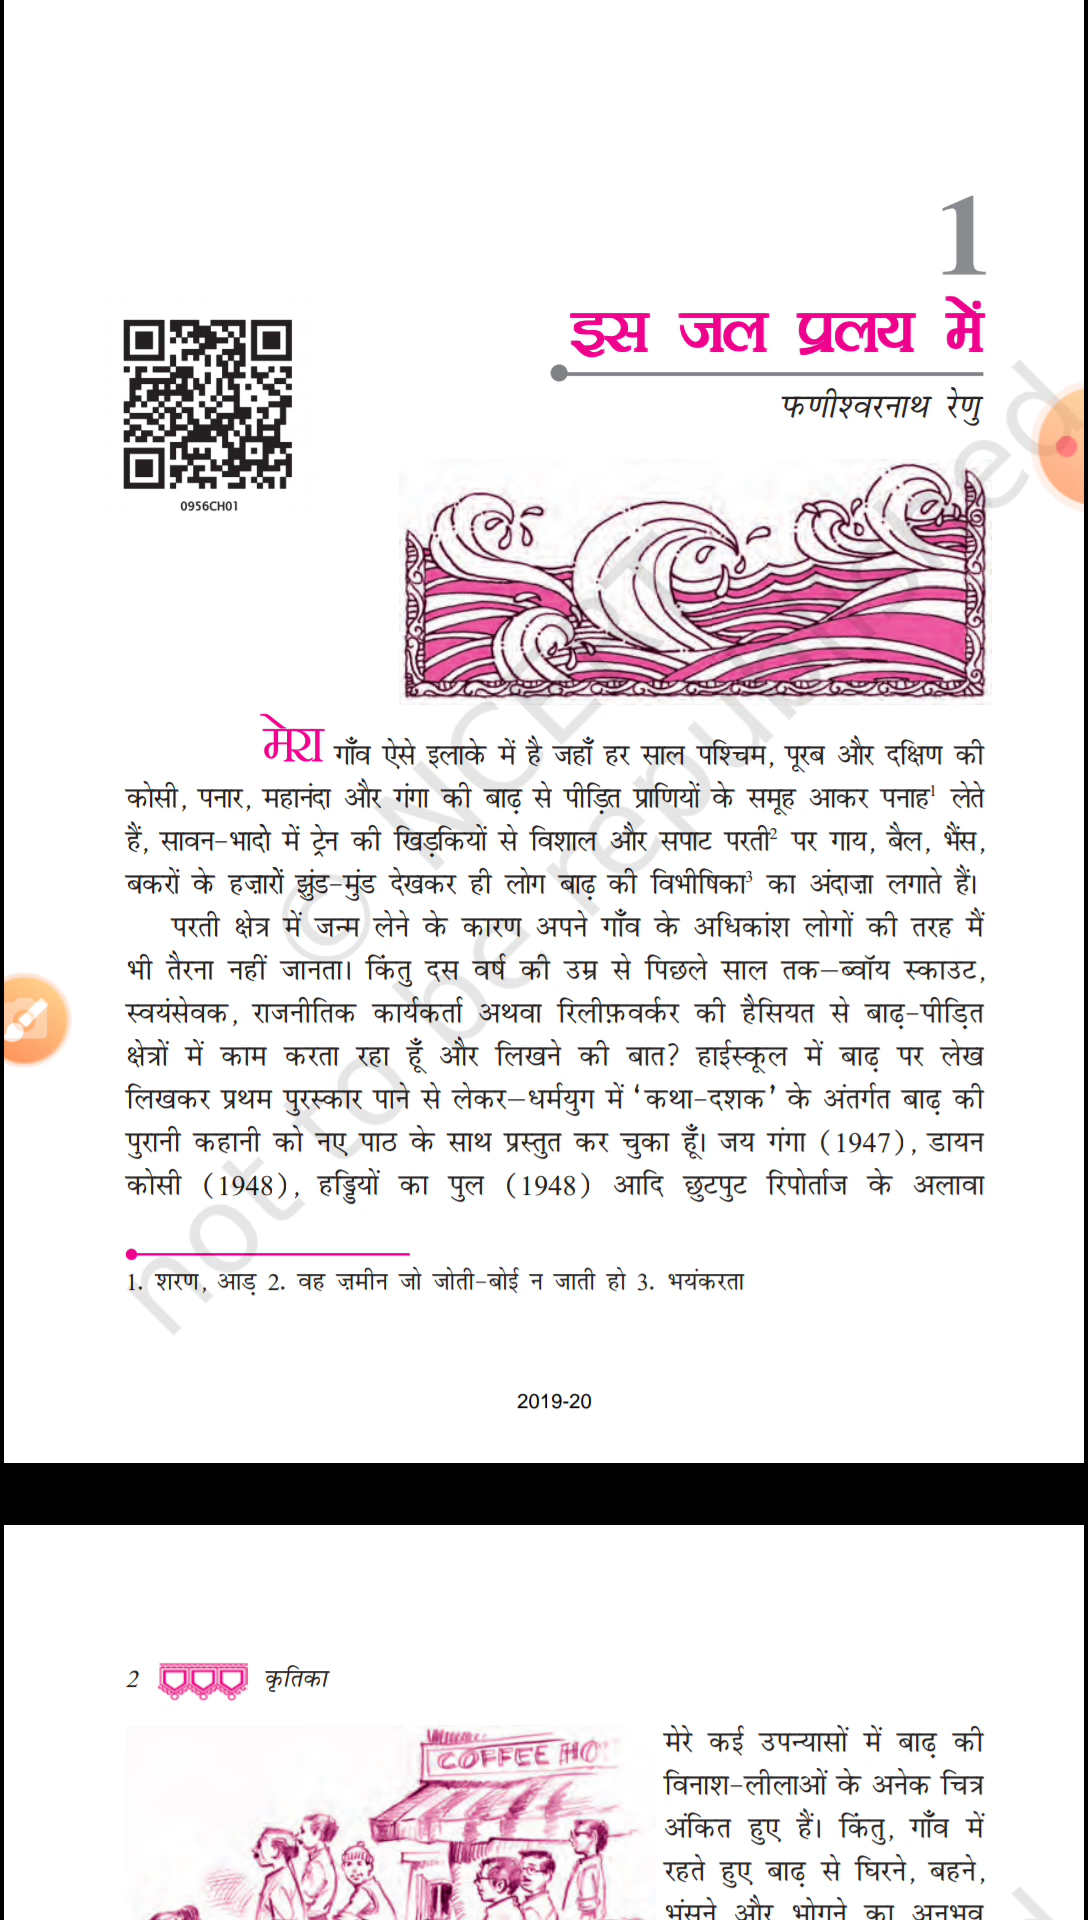 1
इस जल प्रलय में
फणीश्वरनाथ रेणु
0956CH01
मेरा गाँव ऐसे इलाके में है जहाँ हर साल पश्चिम, पूरब और दक्षिण की
कोसी, पनार, महानंदा और गंगा की बाढ़ से पीड़ित प्राणियों के समूह आकर पनाह¹ लेते
हैं, सावन-भादो में ट्रेन की खिड़कियों से विशाल और सपाट परती² पर गाय, बैल, भैंस,
बकरों के हज़ारों झुंड-मुंड देखकर ही लोग बाढ़ की विभीषिका³ का अंदाज़ा लगाते हैं।
परती क्षेत्र में जन्म लेने के कारण अपने गाँव के अधिकांश लोगों की तरह मैं
भी तैरना नहीं जानता। किंतु दस वर्ष की उम्र से पिछले साल तक—ब्वॉय स्काउट,
स्वयंसेवक, राजनीतिक कार्यकर्ता अथवा रिलीफ़वर्कर की हैसियत से बाढ़-पीड़ित
क्षेत्रों में काम करता रहा हूँ और लिखने की बात? हाईस्कूल में बाढ़ पर लेख
लिखकर प्रथम पुरस्कार पाने से लेकर—धर्मयुग में ‘कथा-दशक’ के अंतर्गत बाढ़ की
पुरानी कहानी को नए पाठ के साथ प्रस्तुत कर चुका हूँ। जय गंगा (1947), डायन
कोसी (1948), हड्डियों का पुल (1948) आदि छुटपुट रिपोर्ताज के अलावा
1. शरण, आड़ 2. वह ज़मीन जो जोती-बोई न जाती हो 3. भयंकरता
© NCERT
not to be republished
2019-20
2 कृतिका
COFFEE HO
मेरे कई उपन्यासों में बाढ़ की
विनाश-लीलाओं के अनेक चित्र
अंकित हुए हैं। किंतु, गाँव में
रहते हुए बाढ़ से घिरने, बहने,
भंसने और भोगने का अनुभव